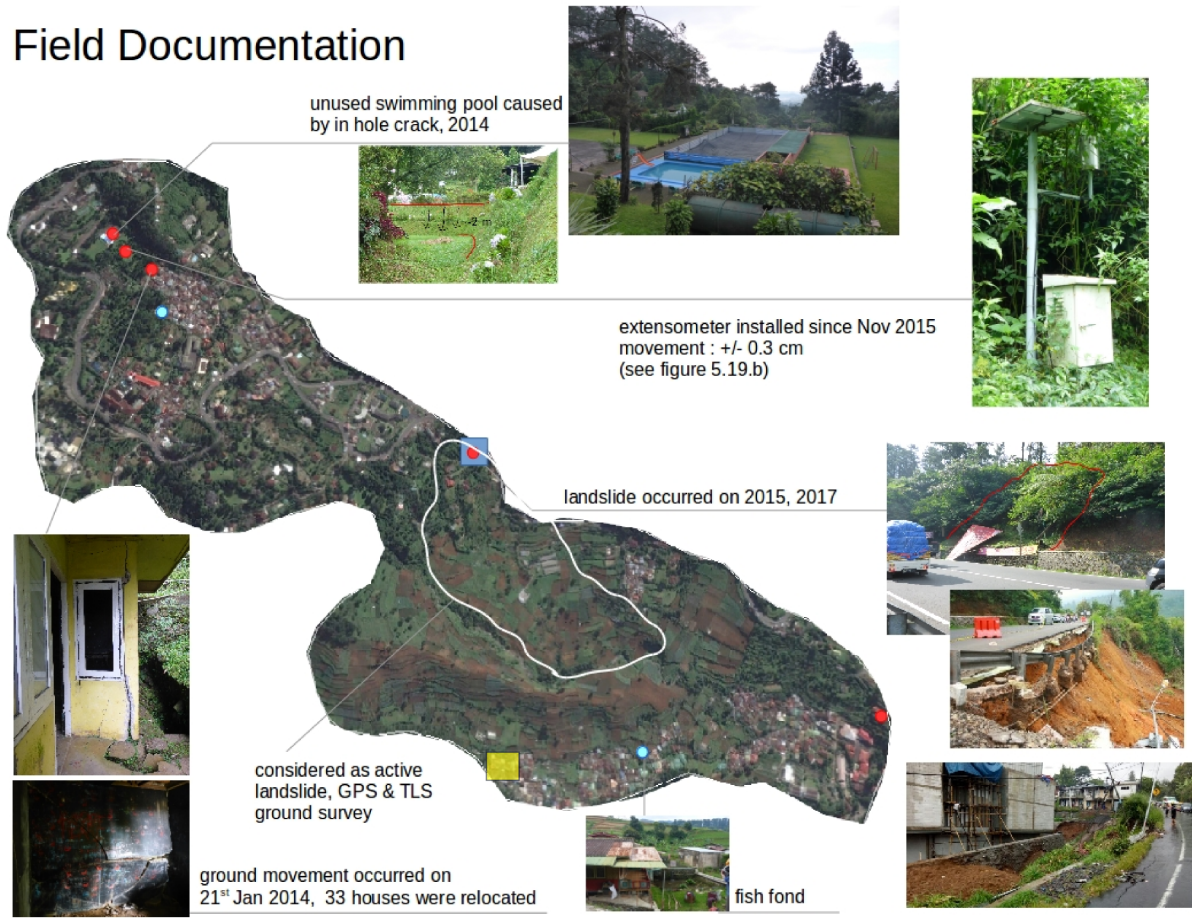 Field Documentation
unused swimming pool caused
by in hole crack, 2014
~2 m
extensometer installed since Nov 2015
movement : +/- 0.3 cm
(see figure 5.19.b)
landslide occurred on 2015, 2017
considered as active
landslide, GPS & TLS
ground survey
ground movement occurred on
21st Jan 2014, 33 houses were relocated
fish fond